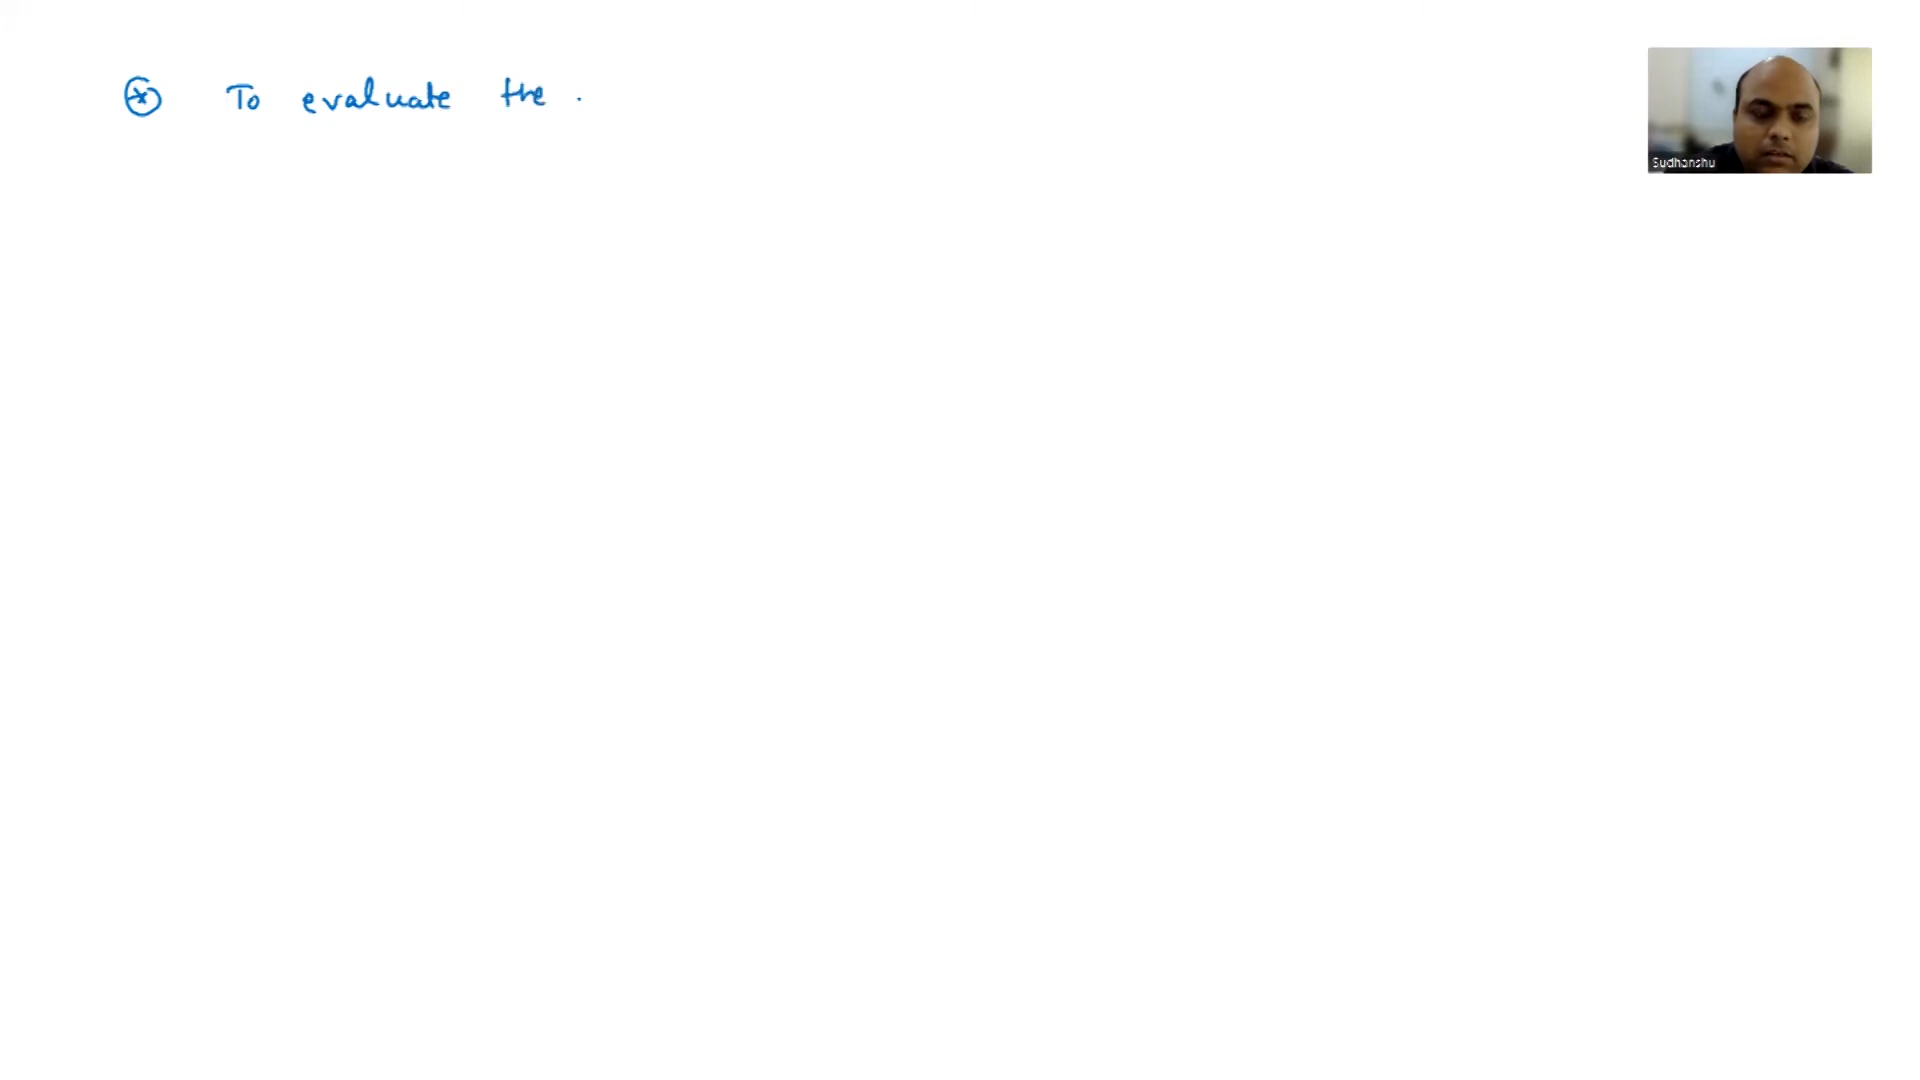 ⊛ To evaluate the .
Sudhanshu